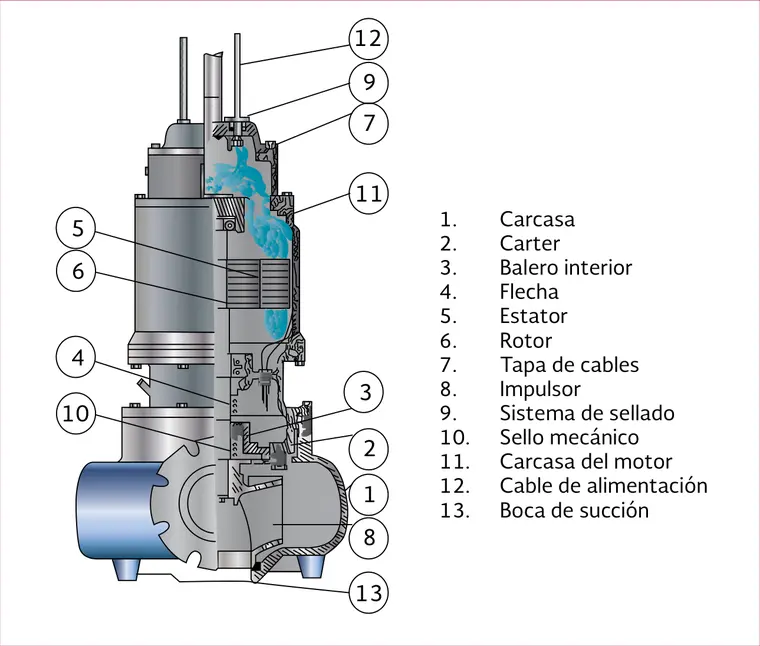 12
9
7
11
5
6
4
3
10
2
1
8
13
1. Carcasa
2. Carter
3. Balero interior
4. Flecha
5. Estator
6. Rotor
7. Tapa de cables
8. Impulsor
9. Sistema de sellado
10. Sello mecánico
11. Carcasa del motor
12. Cable de alimentación
13. Boca de succión